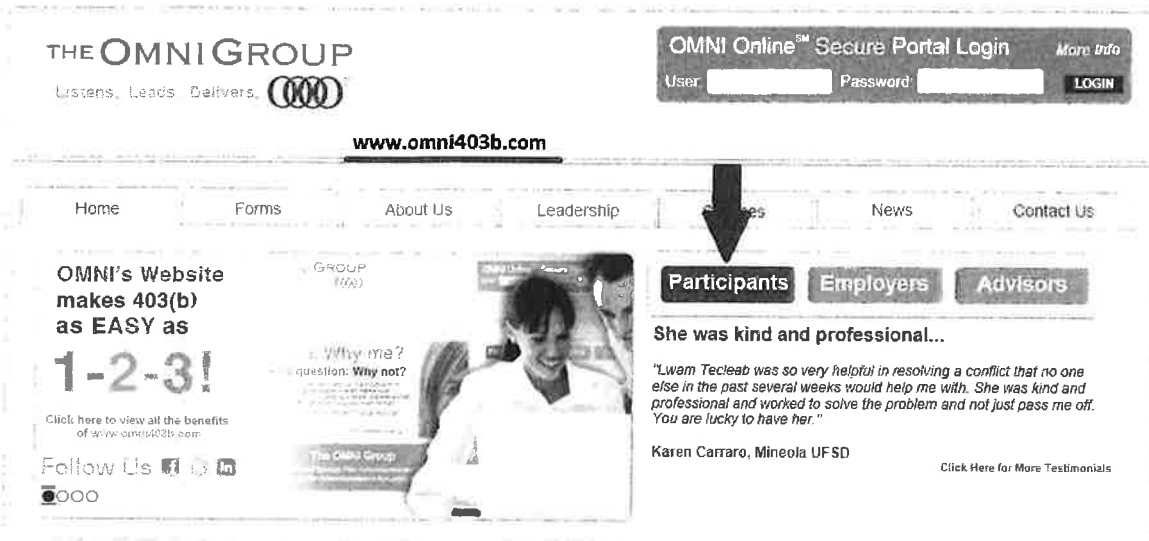 THE OMNI GROUP
Listens. Leads. Delivers.
OMNI Online℠ Secure Portal Login More Info
User: Password: LOGIN
www.omni403b.com
Home Forms About Us Leadership News Contact Us
OMNI's Website
makes 403(b)
as EASY as
1-2-3!
Click here to view all the benefits
of www.omni403b.com
Follow Us
GROUP
Why me?
question: Why not?
The Omni Group
Participants Employers Advisors
She was kind and professional...
"Lwam Tecleab was so very helpful in resolving a conflict that no one
else in the past several weeks would help me with. She was kind and
professional and worked to solve the problem and not just pass me off.
You are lucky to have her."
Karen Carraro, Mineola UFSD
Click Here for More Testimonials